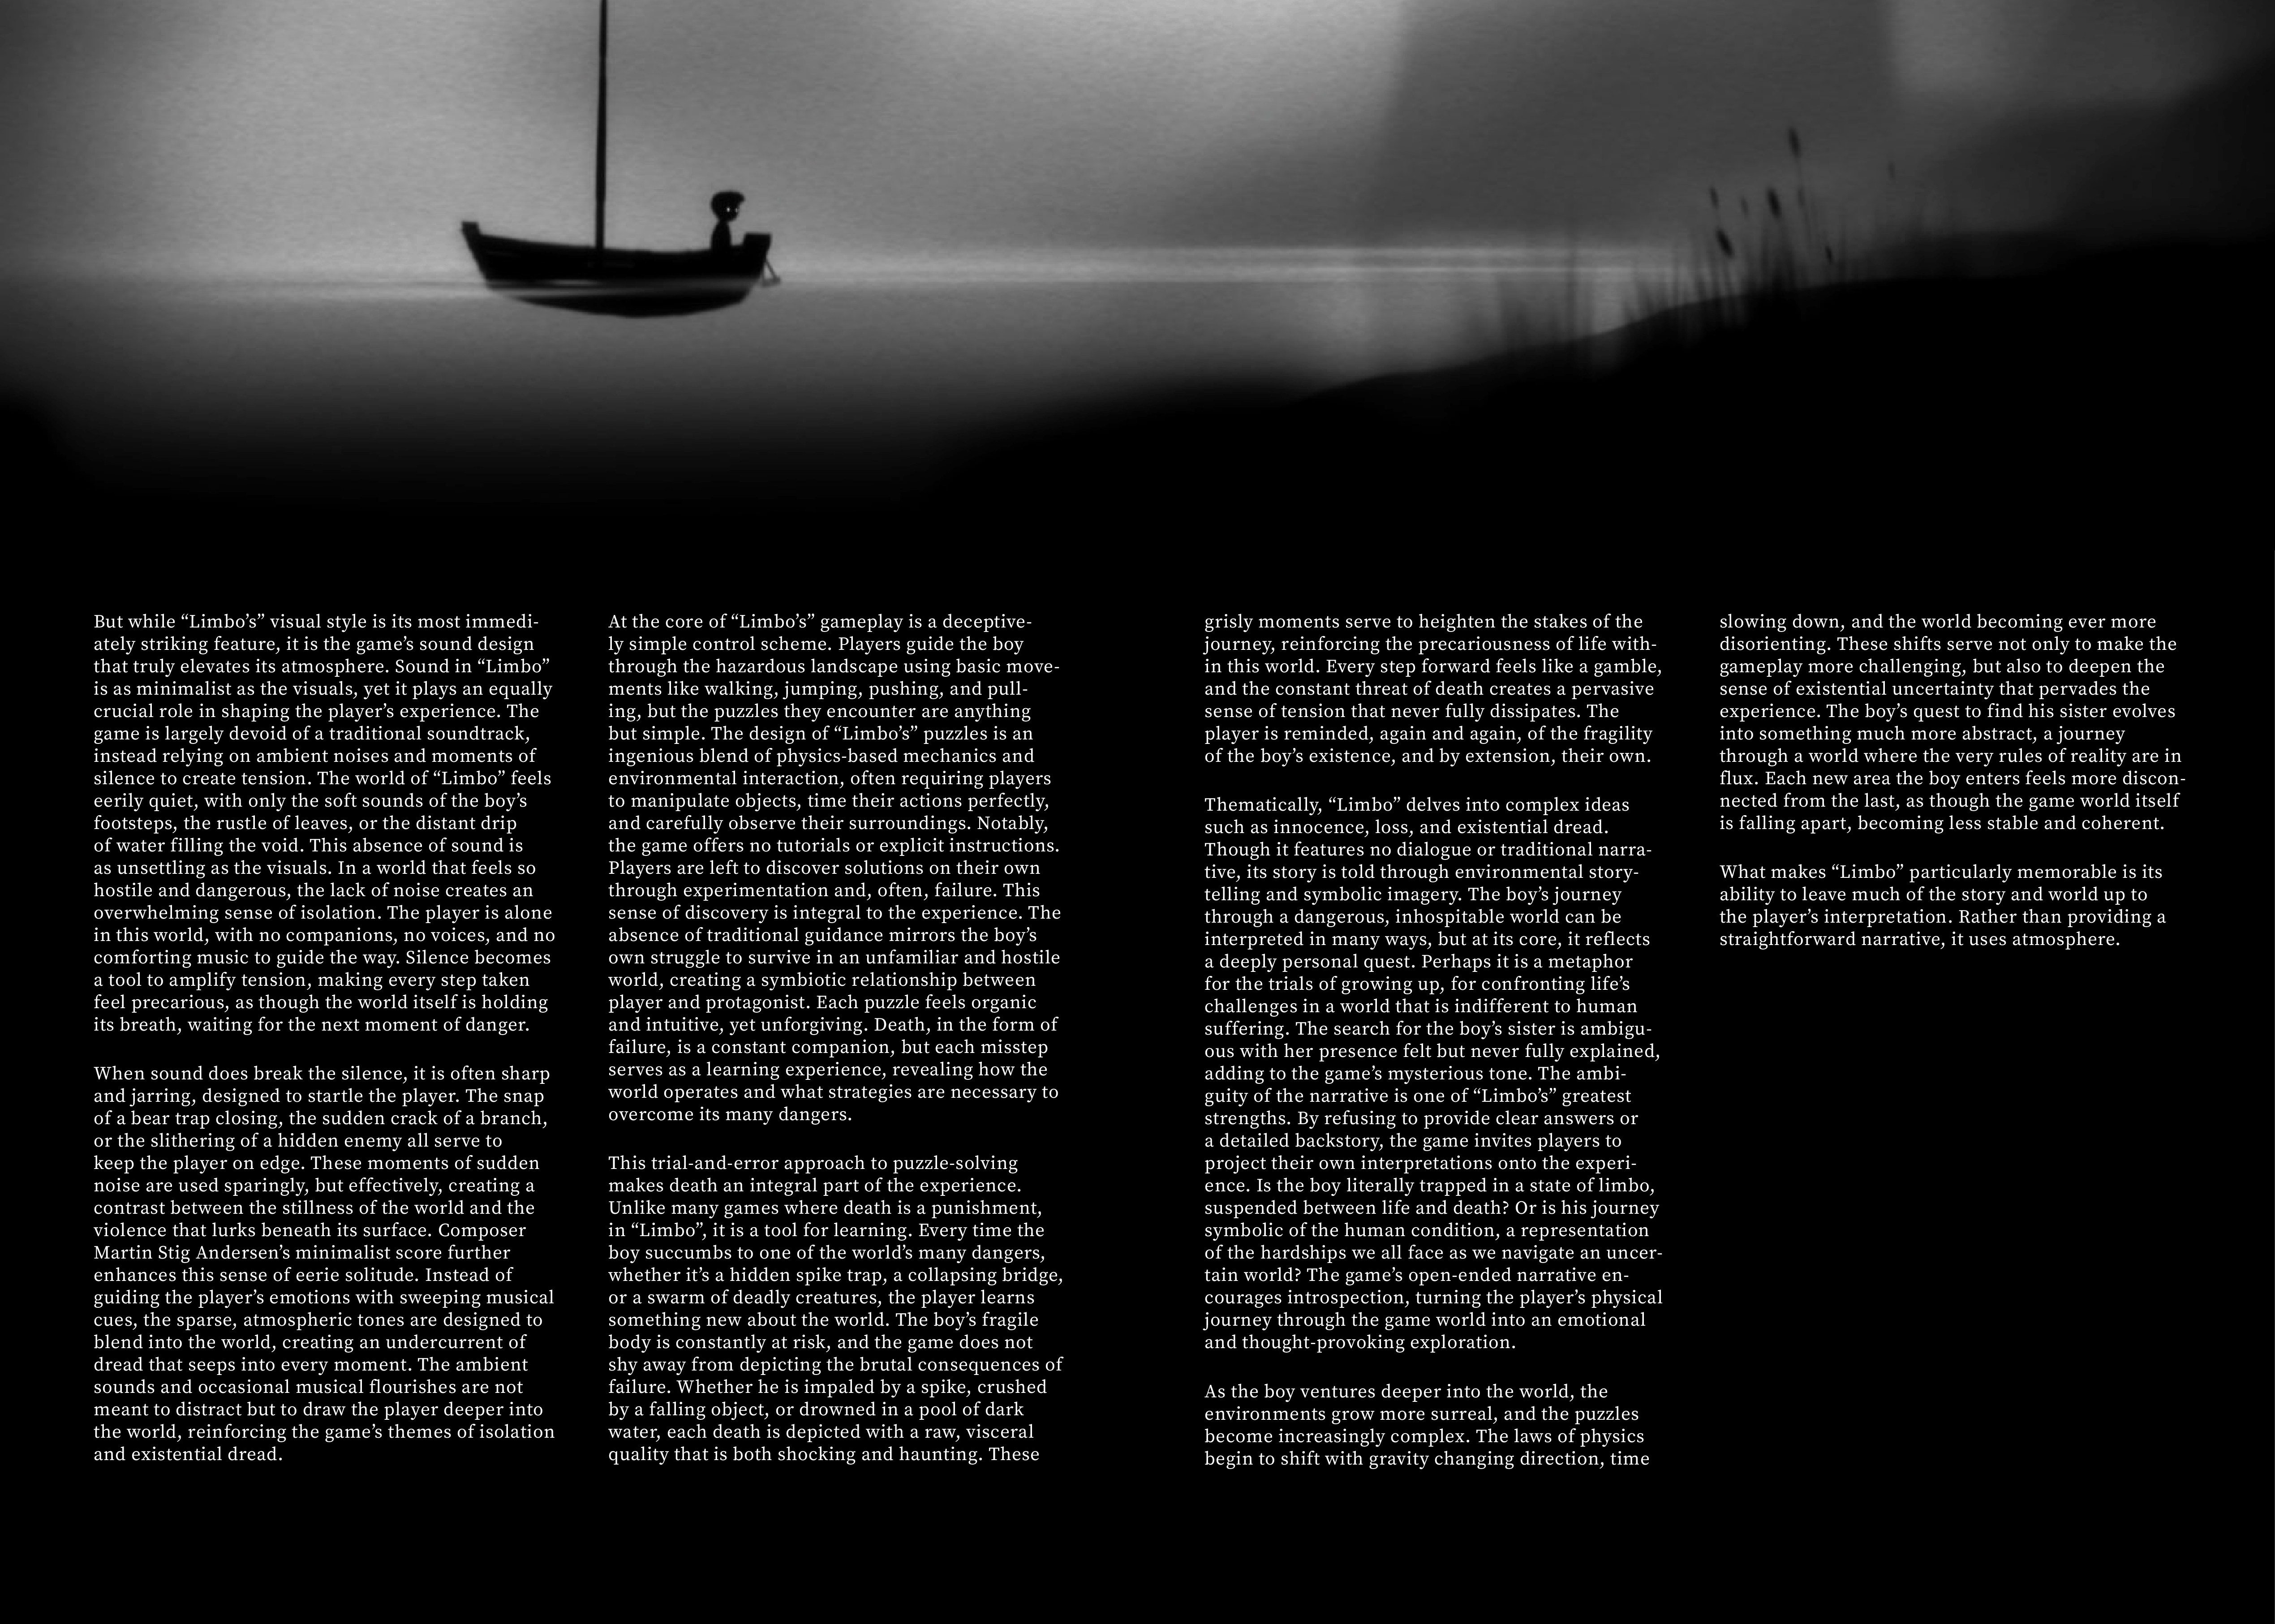 But while “Limbo’s” visual style is its most immedi-
ately striking feature, it is the game’s sound design
that truly elevates its atmosphere. Sound in “Limbo”
is as minimalist as the visuals, yet it plays an equally
crucial role in shaping the player’s experience. The
game is largely devoid of a traditional soundtrack,
instead relying on ambient noises and moments of
silence to create tension. The world of “Limbo” feels
eerily quiet, with only the soft sounds of the boy’s
footsteps, the rustle of leaves, or the distant drip
of water filling the void. This absence of sound is
as unsettling as the visuals. In a world that feels so
hostile and dangerous, the lack of noise creates an
overwhelming sense of isolation. The player is alone
in this world, with no companions, no voices, and no
comforting music to guide the way. Silence becomes
a tool to amplify tension, making every step taken
feel precarious, as though the world itself is holding
its breath, waiting for the next moment of danger.

When sound does break the silence, it is often sharp
and jarring, designed to startle the player. The snap
of a bear trap closing, the sudden crack of a branch,
or the slithering of a hidden enemy all serve to
keep the player on edge. These moments of sudden
noise are used sparingly, but effectively, creating a
contrast between the stillness of the world and the
violence that lurks beneath its surface. Composer
Martin Stig Andersen’s minimalist score further
enhances this sense of eerie solitude. Instead of
guiding the player’s emotions with sweeping musical
cues, the sparse, atmospheric tones are designed to
blend into the world, creating an undercurrent of
dread that seeps into every moment. The ambient
sounds and occasional musical flourishes are not
meant to distract but to draw the player deeper into
the world, reinforcing the game’s themes of isolation
and existential dread.

At the core of “Limbo’s” gameplay is a deceptive-
ly simple control scheme. Players guide the boy
through the hazardous landscape using basic move-
ments like walking, jumping, pushing, and pull-
ing, but the puzzles they encounter are anything
but simple. The design of “Limbo’s” puzzles is an
ingenious blend of physics-based mechanics and
environmental interaction, often requiring players
to manipulate objects, time their actions perfectly,
and carefully observe their surroundings. Notably,
the game offers no tutorials or explicit instructions.
Players are left to discover solutions on their own
through experimentation and, often, failure. This
sense of discovery is integral to the experience. The
absence of traditional guidance mirrors the boy’s
own struggle to survive in an unfamiliar and hostile
world, creating a symbiotic relationship between
player and protagonist. Each puzzle feels organic
and intuitive, yet unforgiving. Death, in the form of
failure, is a constant companion, but each misstep
serves as a learning experience, revealing how the
world operates and what strategies are necessary to
overcome its many dangers.

This trial-and-error approach to puzzle-solving
makes death an integral part of the experience.
Unlike many games where death is a punishment,
in “Limbo”, it is a tool for learning. Every time the
boy succumbs to one of the world’s many dangers,
whether it’s a hidden spike trap, a collapsing bridge,
or a swarm of deadly creatures, the player learns
something new about the world. The boy’s fragile
body is constantly at risk, and the game does not
shy away from depicting the brutal consequences of
failure. Whether he is impaled by a spike, crushed
by a falling object, or drowned in a pool of dark
water, each death is depicted with a raw, visceral
quality that is both shocking and haunting. These

grisly moments serve to heighten the stakes of the
journey, reinforcing the precariousness of life with-
in this world. Every step forward feels like a gamble,
and the constant threat of death creates a pervasive
sense of tension that never fully dissipates. The
player is reminded, again and again, of the fragility
of the boy’s existence, and by extension, their own.

Thematically, “Limbo” delves into complex ideas
such as innocence, loss, and existential dread.
Though it features no dialogue or traditional narra-
tive, its story is told through environmental story-
telling and symbolic imagery. The boy’s journey
through a dangerous, inhospitable world can be
interpreted in many ways, but at its core, it reflects
a deeply personal quest. Perhaps it is a metaphor
for the trials of growing up, for confronting life’s
challenges in a world that is indifferent to human
suffering. The search for the boy’s sister is ambigu-
ous with her presence felt but never fully explained,
adding to the game’s mysterious tone. The ambi-
guity of the narrative is one of “Limbo’s” greatest
strengths. By refusing to provide clear answers or
a detailed backstory, the game invites players to
project their own interpretations onto the experi-
ence. Is the boy literally trapped in a state of limbo,
suspended between life and death? Or is his journey
symbolic of the human condition, a representation
of the hardships we all face as we navigate an uncer-
tain world? The game’s open-ended narrative en-
courages introspection, turning the player’s physical
journey through the game world into an emotional
and thought-provoking exploration.

As the boy ventures deeper into the world, the
environments grow more surreal, and the puzzles
become increasingly complex. The laws of physics
begin to shift with gravity changing direction, time

slowing down, and the world becoming ever more
disorienting. These shifts serve not only to make the
gameplay more challenging, but also to deepen the
sense of existential uncertainty that pervades the
experience. The boy’s quest to find his sister evolves
into something much more abstract, a journey
through a world where the very rules of reality are in
flux. Each new area the boy enters feels more discon-
nected from the last, as though the game world itself
is falling apart, becoming less stable and coherent.

What makes “Limbo” particularly memorable is its
ability to leave much of the story and world up to
the player’s interpretation. Rather than providing a
straightforward narrative, it uses atmosphere.